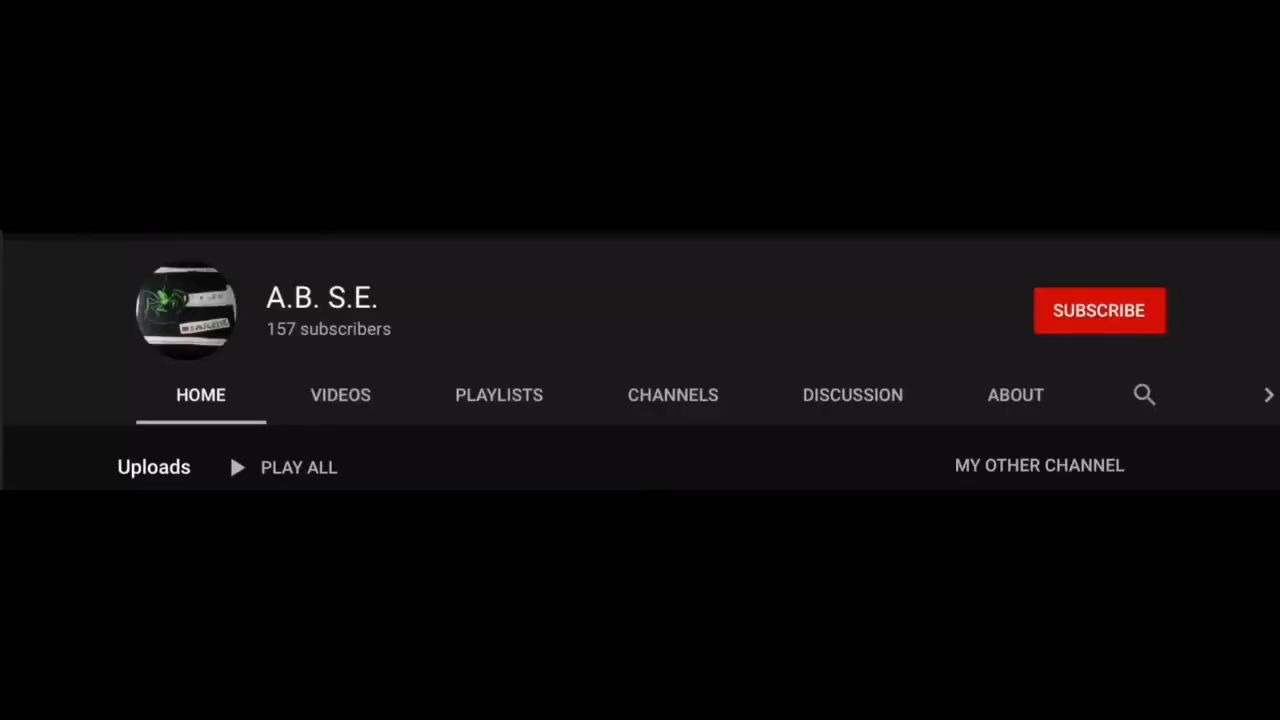 A.B. S.E.
157 subscribers
SUBSCRIBE
HOME VIDEOS PLAYLISTS CHANNELS DISCUSSION ABOUT
Uploads PLAY ALL MY OTHER CHANNEL